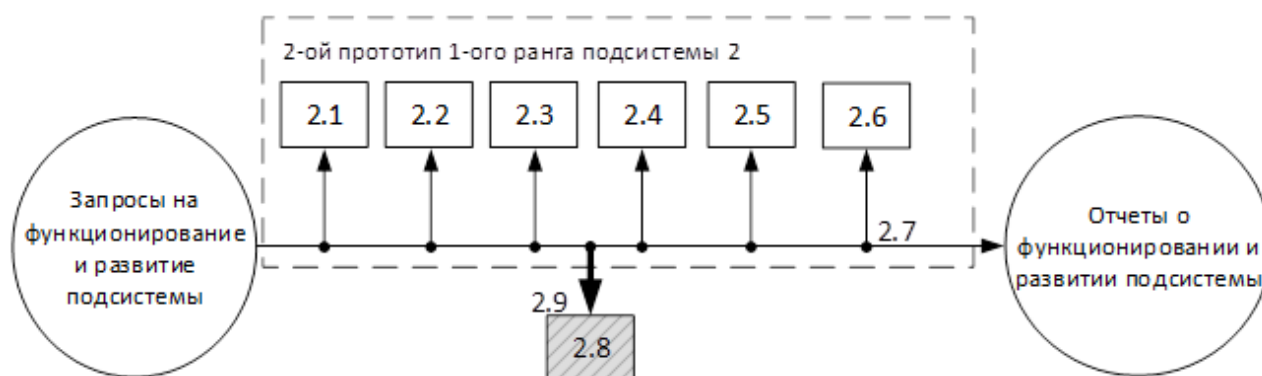 2-ой прототип 1-ого ранга подсистемы 2
2.1 2.2 2.3 2.4 2.5 2.6
Запросы на
функционирование
и развитие
подсистемы
2.7
Отчеты о
функционировании и
развитии подсистемы
2.9
2.8